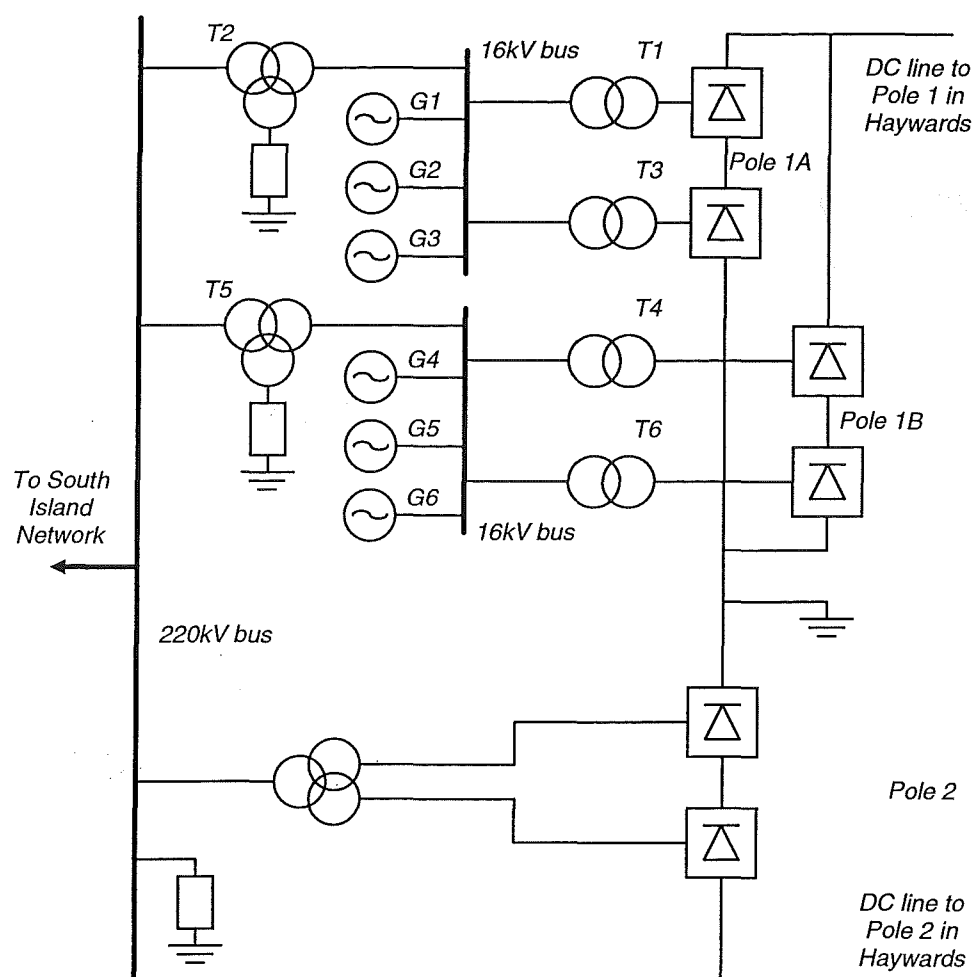 T2
16kV bus
T1
DC line to
Pole 1 in
Haywards
G1
G2
Pole 1A
T3
G3
T5
T4
G4
Pole 1B
G5
T6
To South
Island
Network
G6
16kV bus
220kV bus
Pole 2
DC line to
Pole 2 in
Haywards